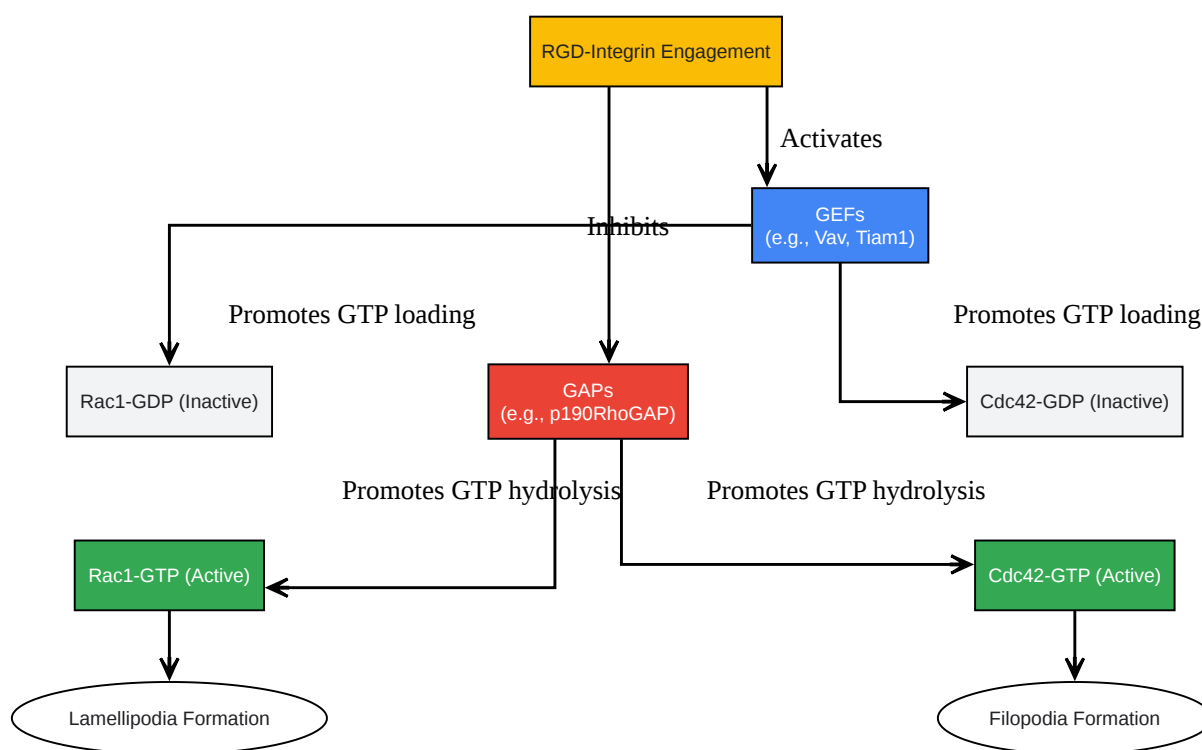 RGD-Integrin Engagement
Activates
GEFs
(e.g., Vav, Tiam1)
Inhibits
Promotes GTP loading
Promotes GTP loading
Rac1-GDP (Inactive)
GAPs
(e.g., p190RhoGAP)
Cdc42-GDP (Inactive)
Promotes GTP hydrolysis
Promotes GTP hydrolysis
Rac1-GTP (Active)
Cdc42-GTP (Active)
Lamellipodia Formation
Filopodia Formation